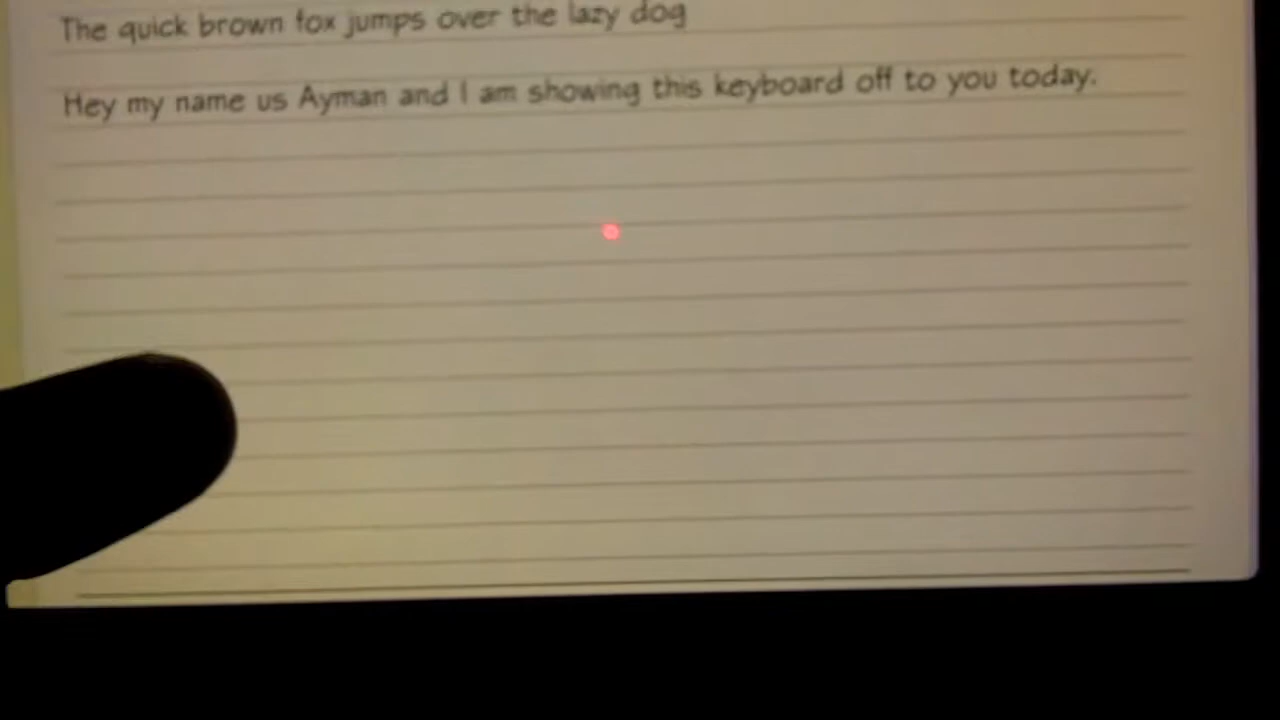 The quick brown fox jumps over the lazy dog
Hey my name us Ayman and I am showing this keyboard off to you today.